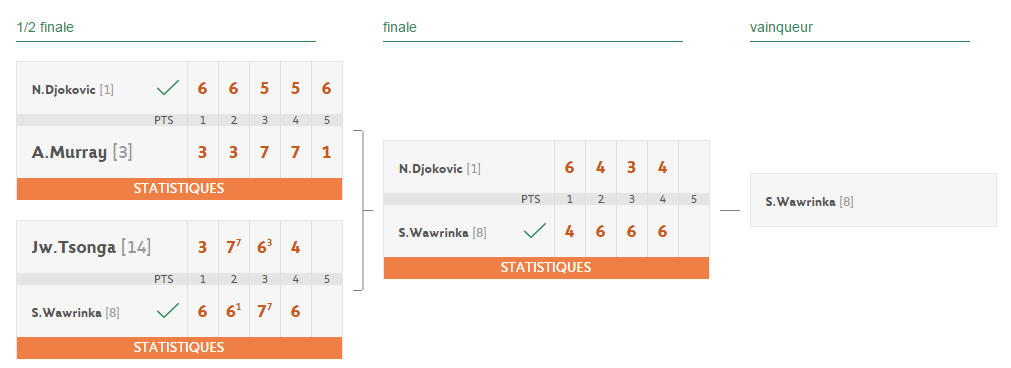 1/2 finale
N.Djokovic [1] 6 6 5 5 6
PTS 1 2 3 4 5
A.Murray [3] 3 3 7 7 1
STATISTIQUES
Jw.Tsonga [14] 3 7⁷ 6³ 4
PTS 1 2 3 4 5
S.Wawrinka [8] 6 6¹ 7⁷ 6
STATISTIQUES
finale
N.Djokovic [1] 6 4 3 4
PTS 1 2 3 4 5
S.Wawrinka [8] 4 6 6 6
STATISTIQUES
vainqueur
S.Wawrinka [8]